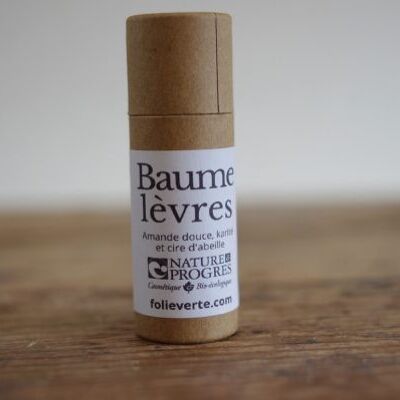 Baume
lèvres
Amande douce, karité
et cire d'abeille
NATURE &
PROGRES
Cosmétique Bio-écologique
folieverte.com